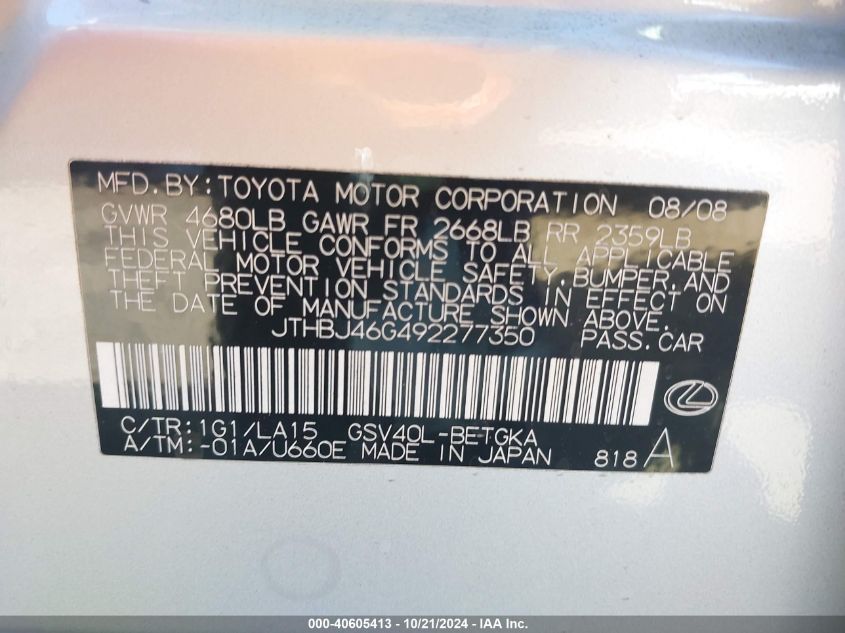 MFD.BY:TOYOTA MOTOR CORPORATION 08/08
GVWR 4680LB GAWR FR 2668LB RR 2359LB
THIS VEHICLE CONFORMS TO ALL APPLICABLE
FEDERAL MOTOR VEHICLE SAFETY,BUMPER,AND
THEFT PREVENTION STANDARDS IN EFFECT ON
THE DATE OF MANUFACTURE SHOWN ABOVE.
JTHBJ46G492277350 PASS.CAR
C/TR:1G1/LA15 GSV40L-BETGKA
A/TM:-01A/U660E MADE IN JAPAN 818 A
000-40605413 - 10/21/2024 - IAA Inc.